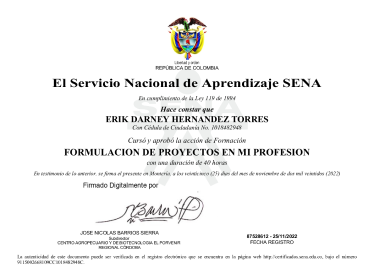 Libertad y Orden
REPÚBLICA DE COLOMBIA
El Servicio Nacional de Aprendizaje SENA
En cumplimiento de la Ley 119 de 1994
Hace constar que
ERIK DARNEY HERNANDEZ TORRES
Con Cédula de Ciudadanía No. 1018482948
Cursó y aprobó la acción de Formación
FORMULACION DE PROYECTOS EN MI PROFESION
con una duración de 40 horas
En testimonio de lo anterior, se firma el presente en Montería, a los veinticinco (25) días del mes de noviembre de dos mil veintidós (2022)
Firmado Digitalmente por
JOSE NICOLAS BARRIOS SIERRA
Subdirector
CENTRO AGROPECUARIO Y DE BIOTECNOLOGIA EL PORVENIR
REGIONAL CÓRDOBA
87528612 - 25/11/2022
FECHA REGISTRO
La autenticidad de este documento puede ser verificada en el registro electrónico que se encuentra en la página web http://certificados.sena.edu.co, bajo el número